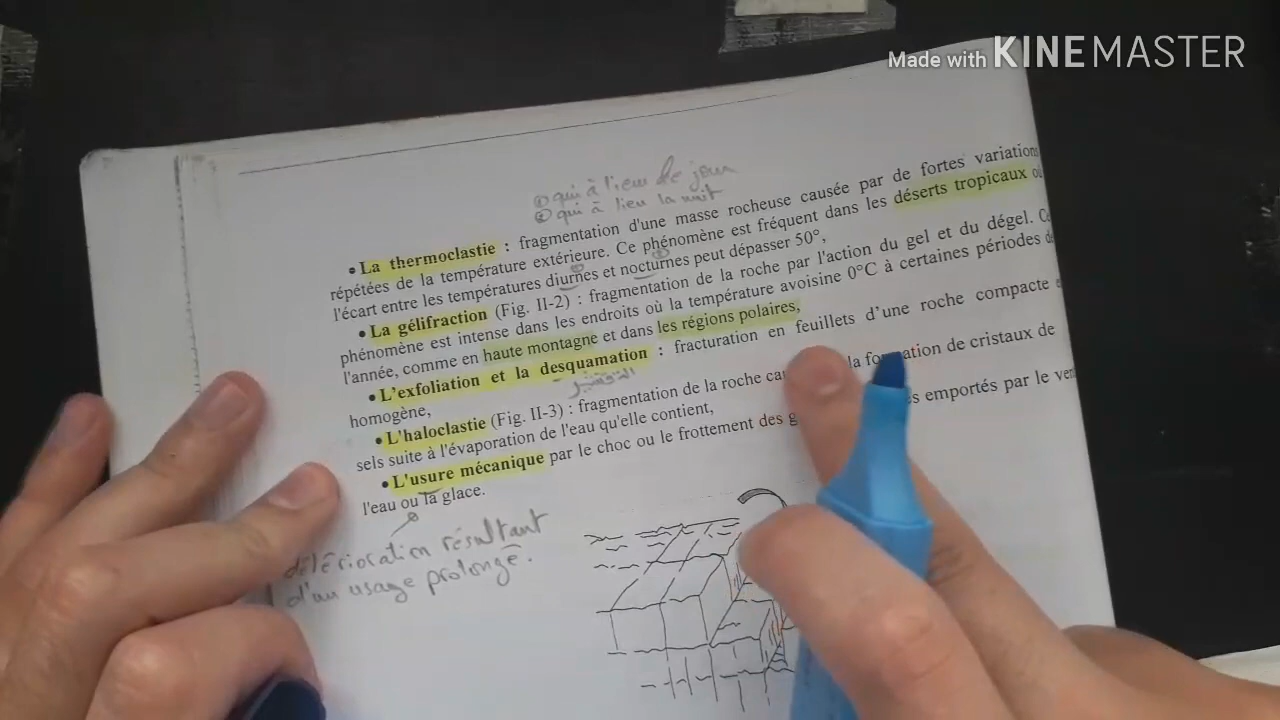 Made with KINEMASTER
① qui à lieu de jour
② qui à lieu la nuit
• La thermoclastie : fragmentation d'une masse rocheuse causée par de fortes variations
répétées de la température extérieure. Ce phénomène est fréquent dans les déserts tropicaux où
l'écart entre les températures diurnes et nocturnes peut dépasser 50°,
• La gélifraction (Fig. II-2) : fragmentation de la roche par l'action du gel et du dégel. Ce
phénomène est intense dans les endroits où la température avoisine 0°C à certaines périodes de
l'année, comme en haute montagne et dans les régions polaires,
• L'exfoliation et la desquamation : fracturation en feuillets d'une roche compacte e
التقشير
homogène,
• L'haloclastie (Fig. II-3) : fragmentation de la roche cau la formation de cristaux de
sels suite à l'évaporation de l'eau qu'elle contient,
• L'usure mécanique par le choc ou le frottement des g s emportés par le ven
l'eau ou la glace.
détérioration résultant
d'un usage prolongé.